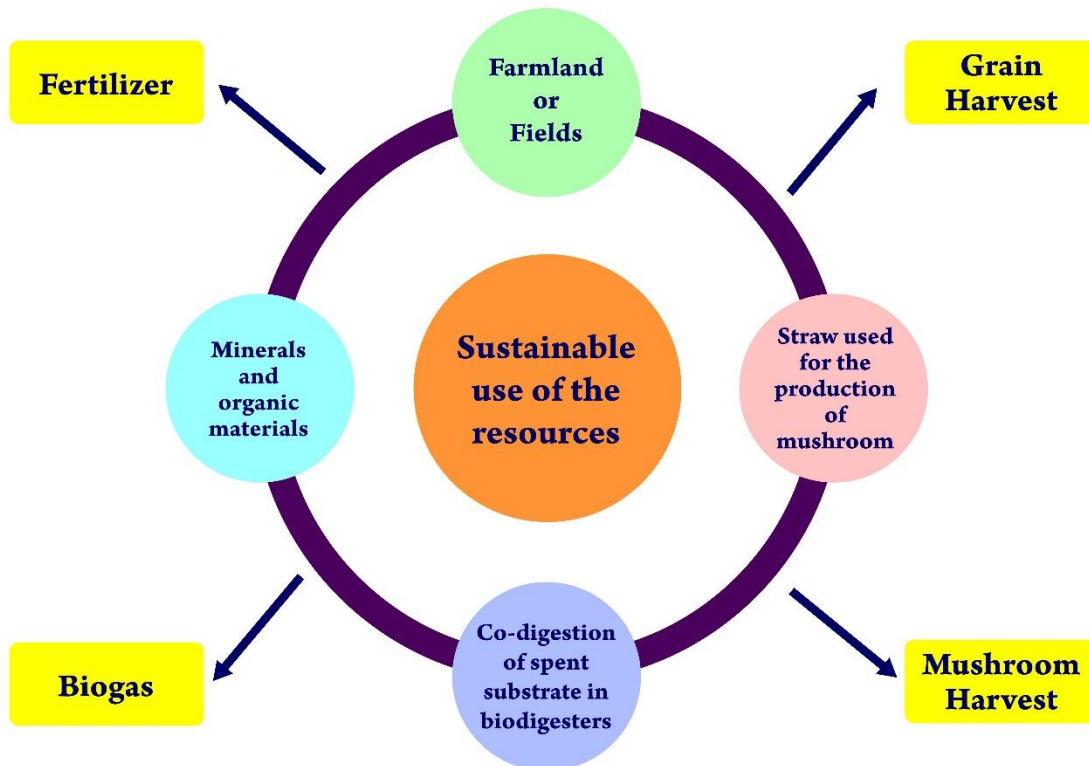 Fertilizer
Farmland
or
Fields
Grain
Harvest
Minerals
and
organic
materials
Sustainable
use of the
resources
Straw used
for the
production
of
mushroom
Biogas
Co-digestion
of spent
substrate in
biodigesters
Mushroom
Harvest